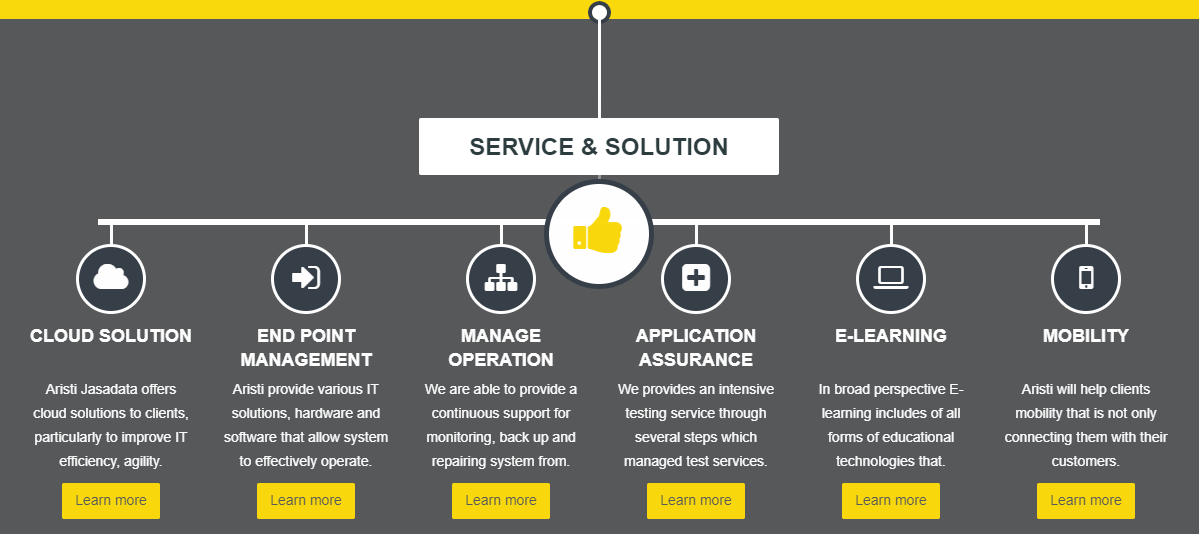 SERVICE & SOLUTION
CLOUD SOLUTION
Aristi Jasadata offers
cloud solutions to clients,
particularly to improve IT
efficiency, agility.
Learn more
END POINT
MANAGEMENT
Aristi provide various IT
solutions, hardware and
software that allow system
to effectively operate.
Learn more
MANAGE
OPERATION
We are able to provide a
continuous support for
monitoring, back up and
repairing system from.
Learn more
APPLICATION
ASSURANCE
We provides an intensive
testing service through
several steps which
managed test services.
Learn more
E-LEARNING
In broad perspective E-
learning includes of all
forms of educational
technologies that.
Learn more
MOBILITY
Aristi will help clients
mobility that is not only
connecting them with their
customers.
Learn more